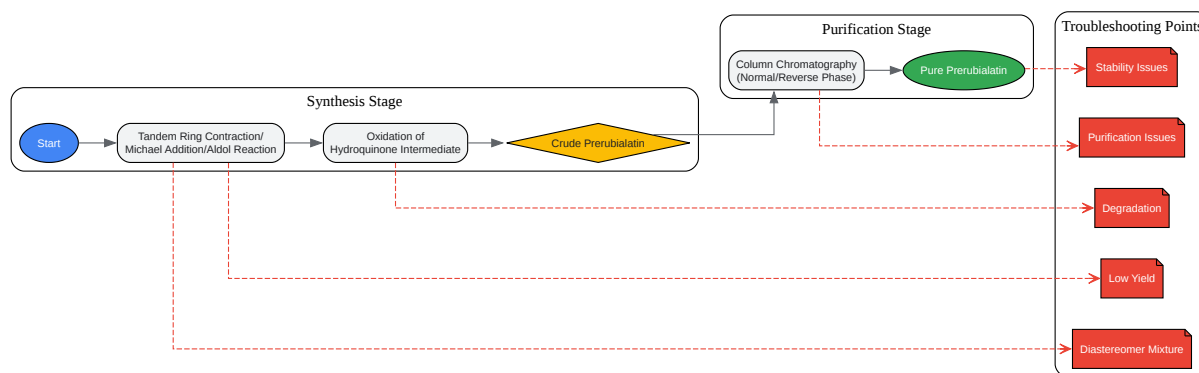 Synthesis Stage
Start
Tandem Ring Contraction/
Michael Addition/Aldol Reaction
Oxidation of
Hydroquinone Intermediate
Crude Prerubialatin
Purification Stage
Column Chromatography
(Normal/Reverse Phase)
Pure Prerubialatin
Troubleshooting Points
Stability Issues
Purification Issues
Degradation
Low Yield
Diastereomer Mixture